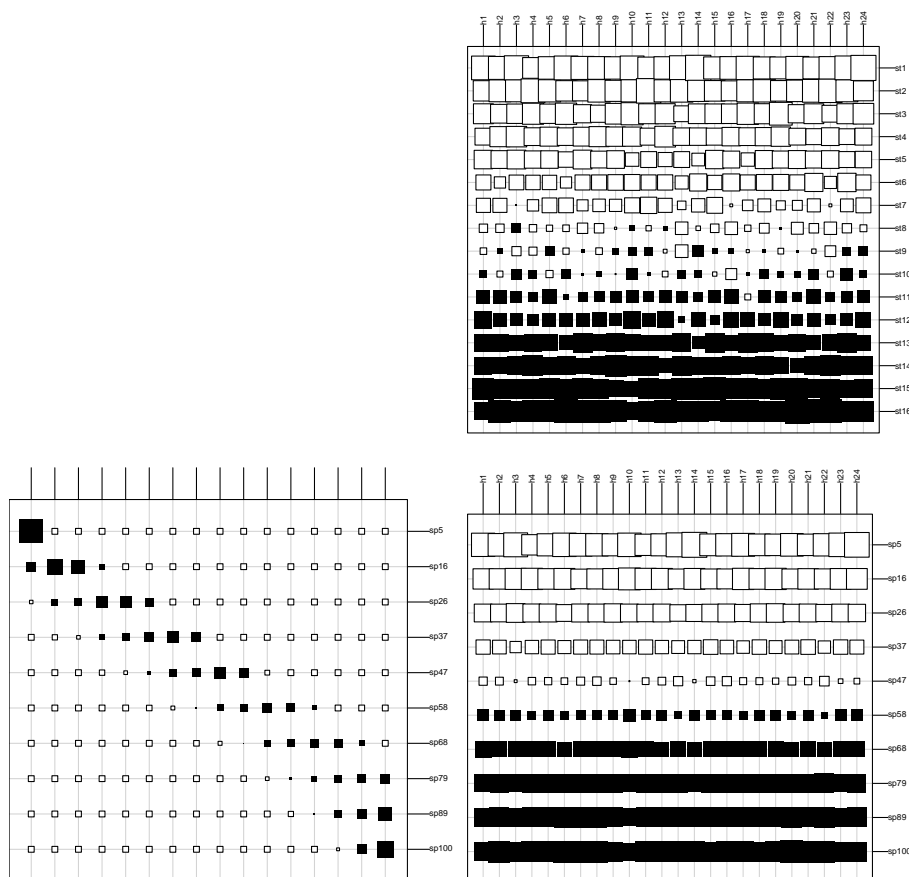 h1 h2 h3 h4 h5 h6 h7 h8 h9 h10 h11 h12 h13 h14 h15 h16 h17 h18 h19 h20 h21 h22 h23 h24
st1
st2
st3
st4
st5
st6
st7
st8
st9
st10
st11
st12
st13
st14
st15
st16
sp5
sp16
sp26
sp37
sp47
sp58
sp68
sp79
sp89
sp100
h1 h2 h3 h4 h5 h6 h7 h8 h9 h10 h11 h12 h13 h14 h15 h16 h17 h18 h19 h20 h21 h22 h23 h24
sp5
sp16
sp26
sp37
sp47
sp58
sp68
sp79
sp89
sp100